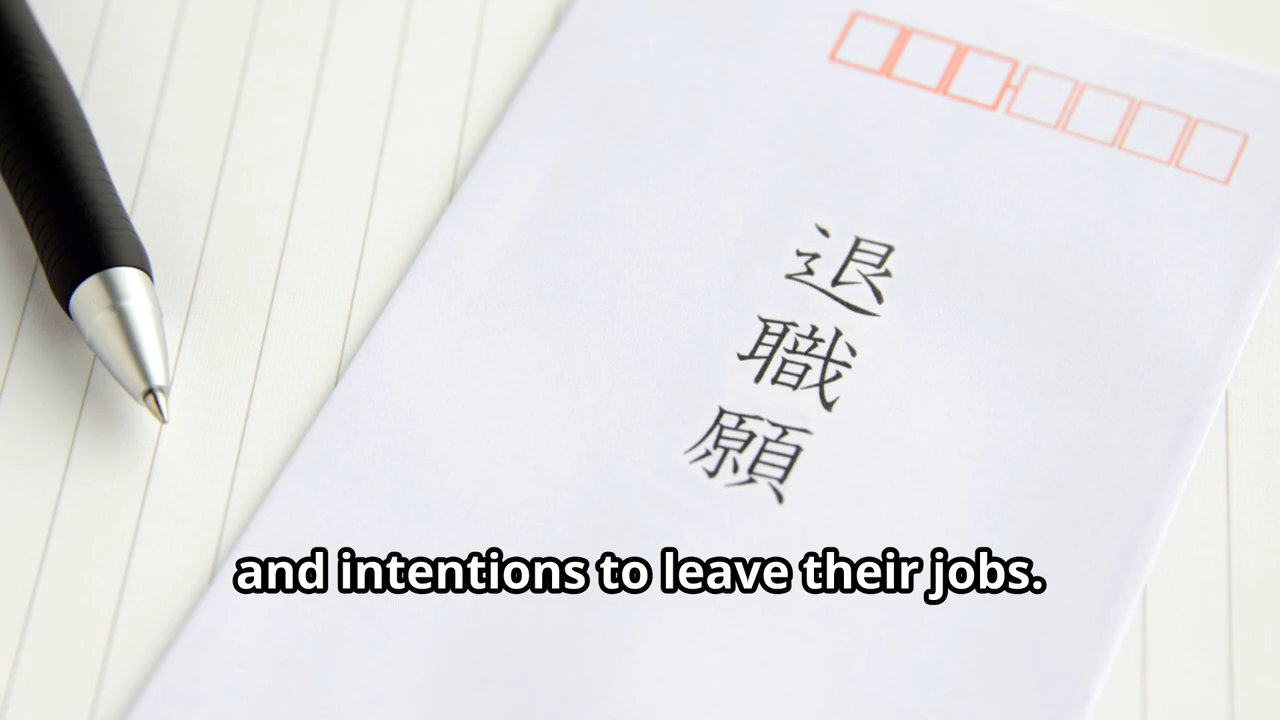 退職願
and intentions to leave their jobs.